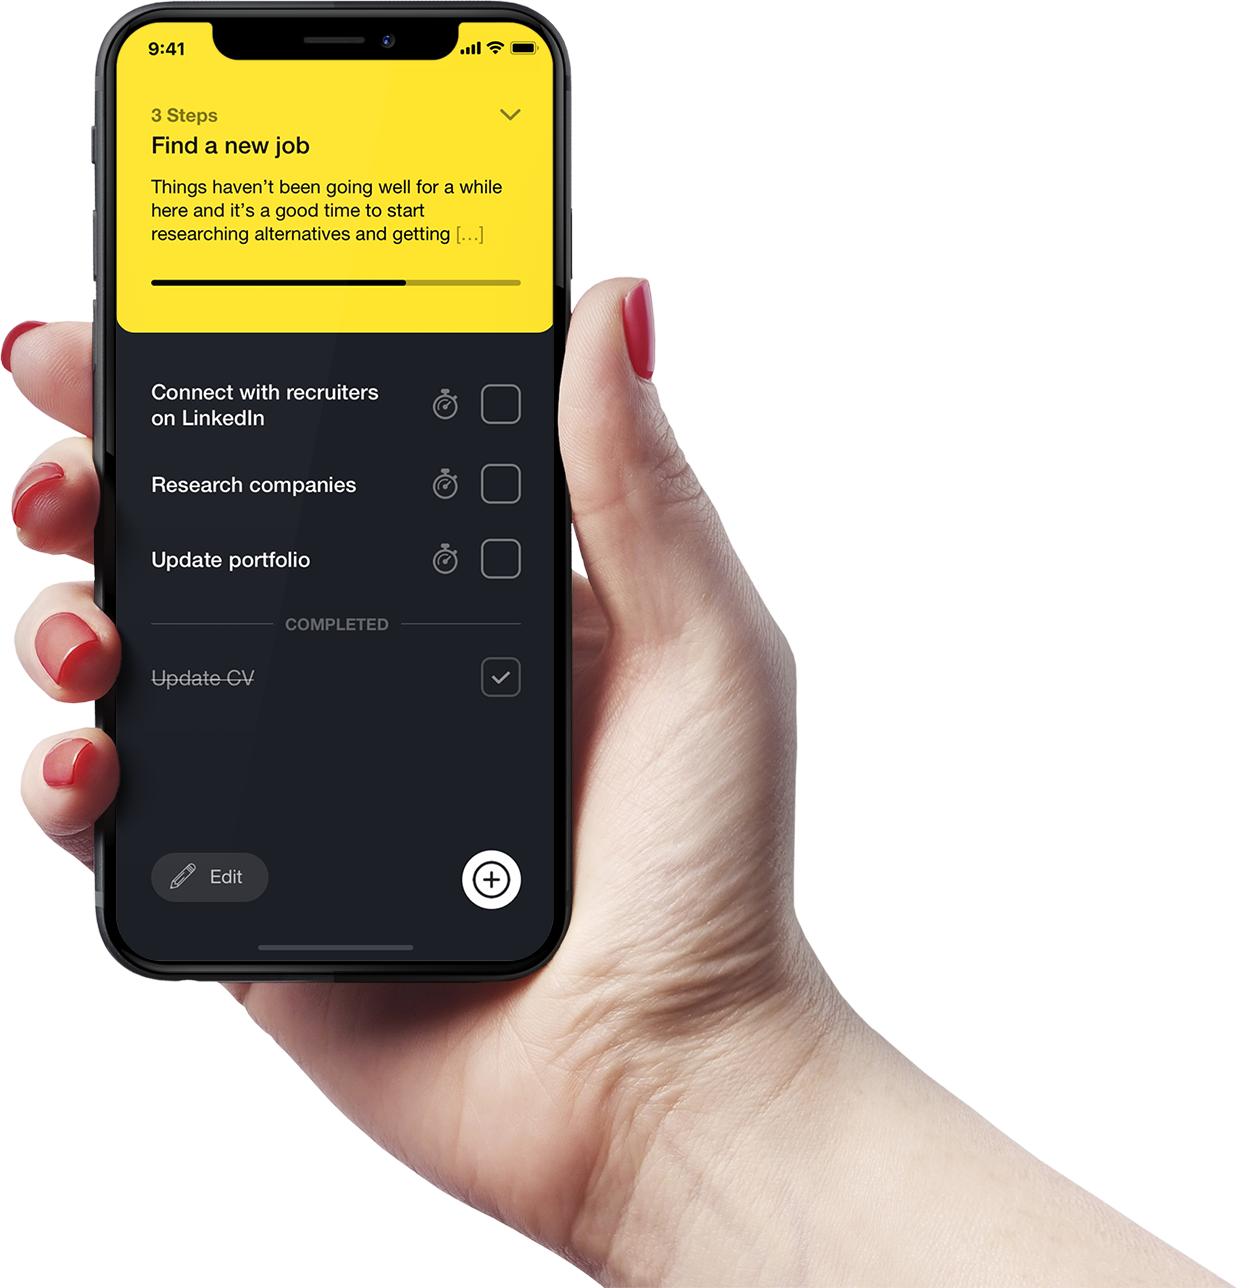 9:41
3 Steps
Find a new job
Things haven’t been going well for a while
here and it’s a good time to start
researching alternatives and getting [...]
Connect with recruiters
on LinkedIn
Research companies
Update portfolio
COMPLETED
Update CV
Edit